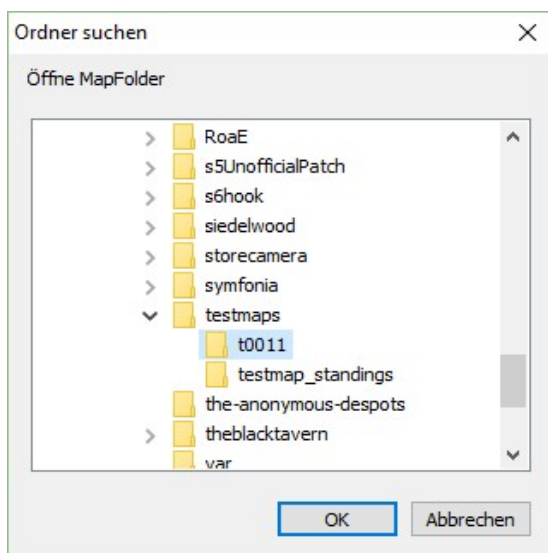 Ordner suchen
Öffne MapFolder
RoaE
s5UnofficialPatch
s6hook
siedelwood
storecamera
symfonia
testmaps
t0011
testmap_standings
the-anonymous-despots
theblacktavern
var
OK
Abbrechen